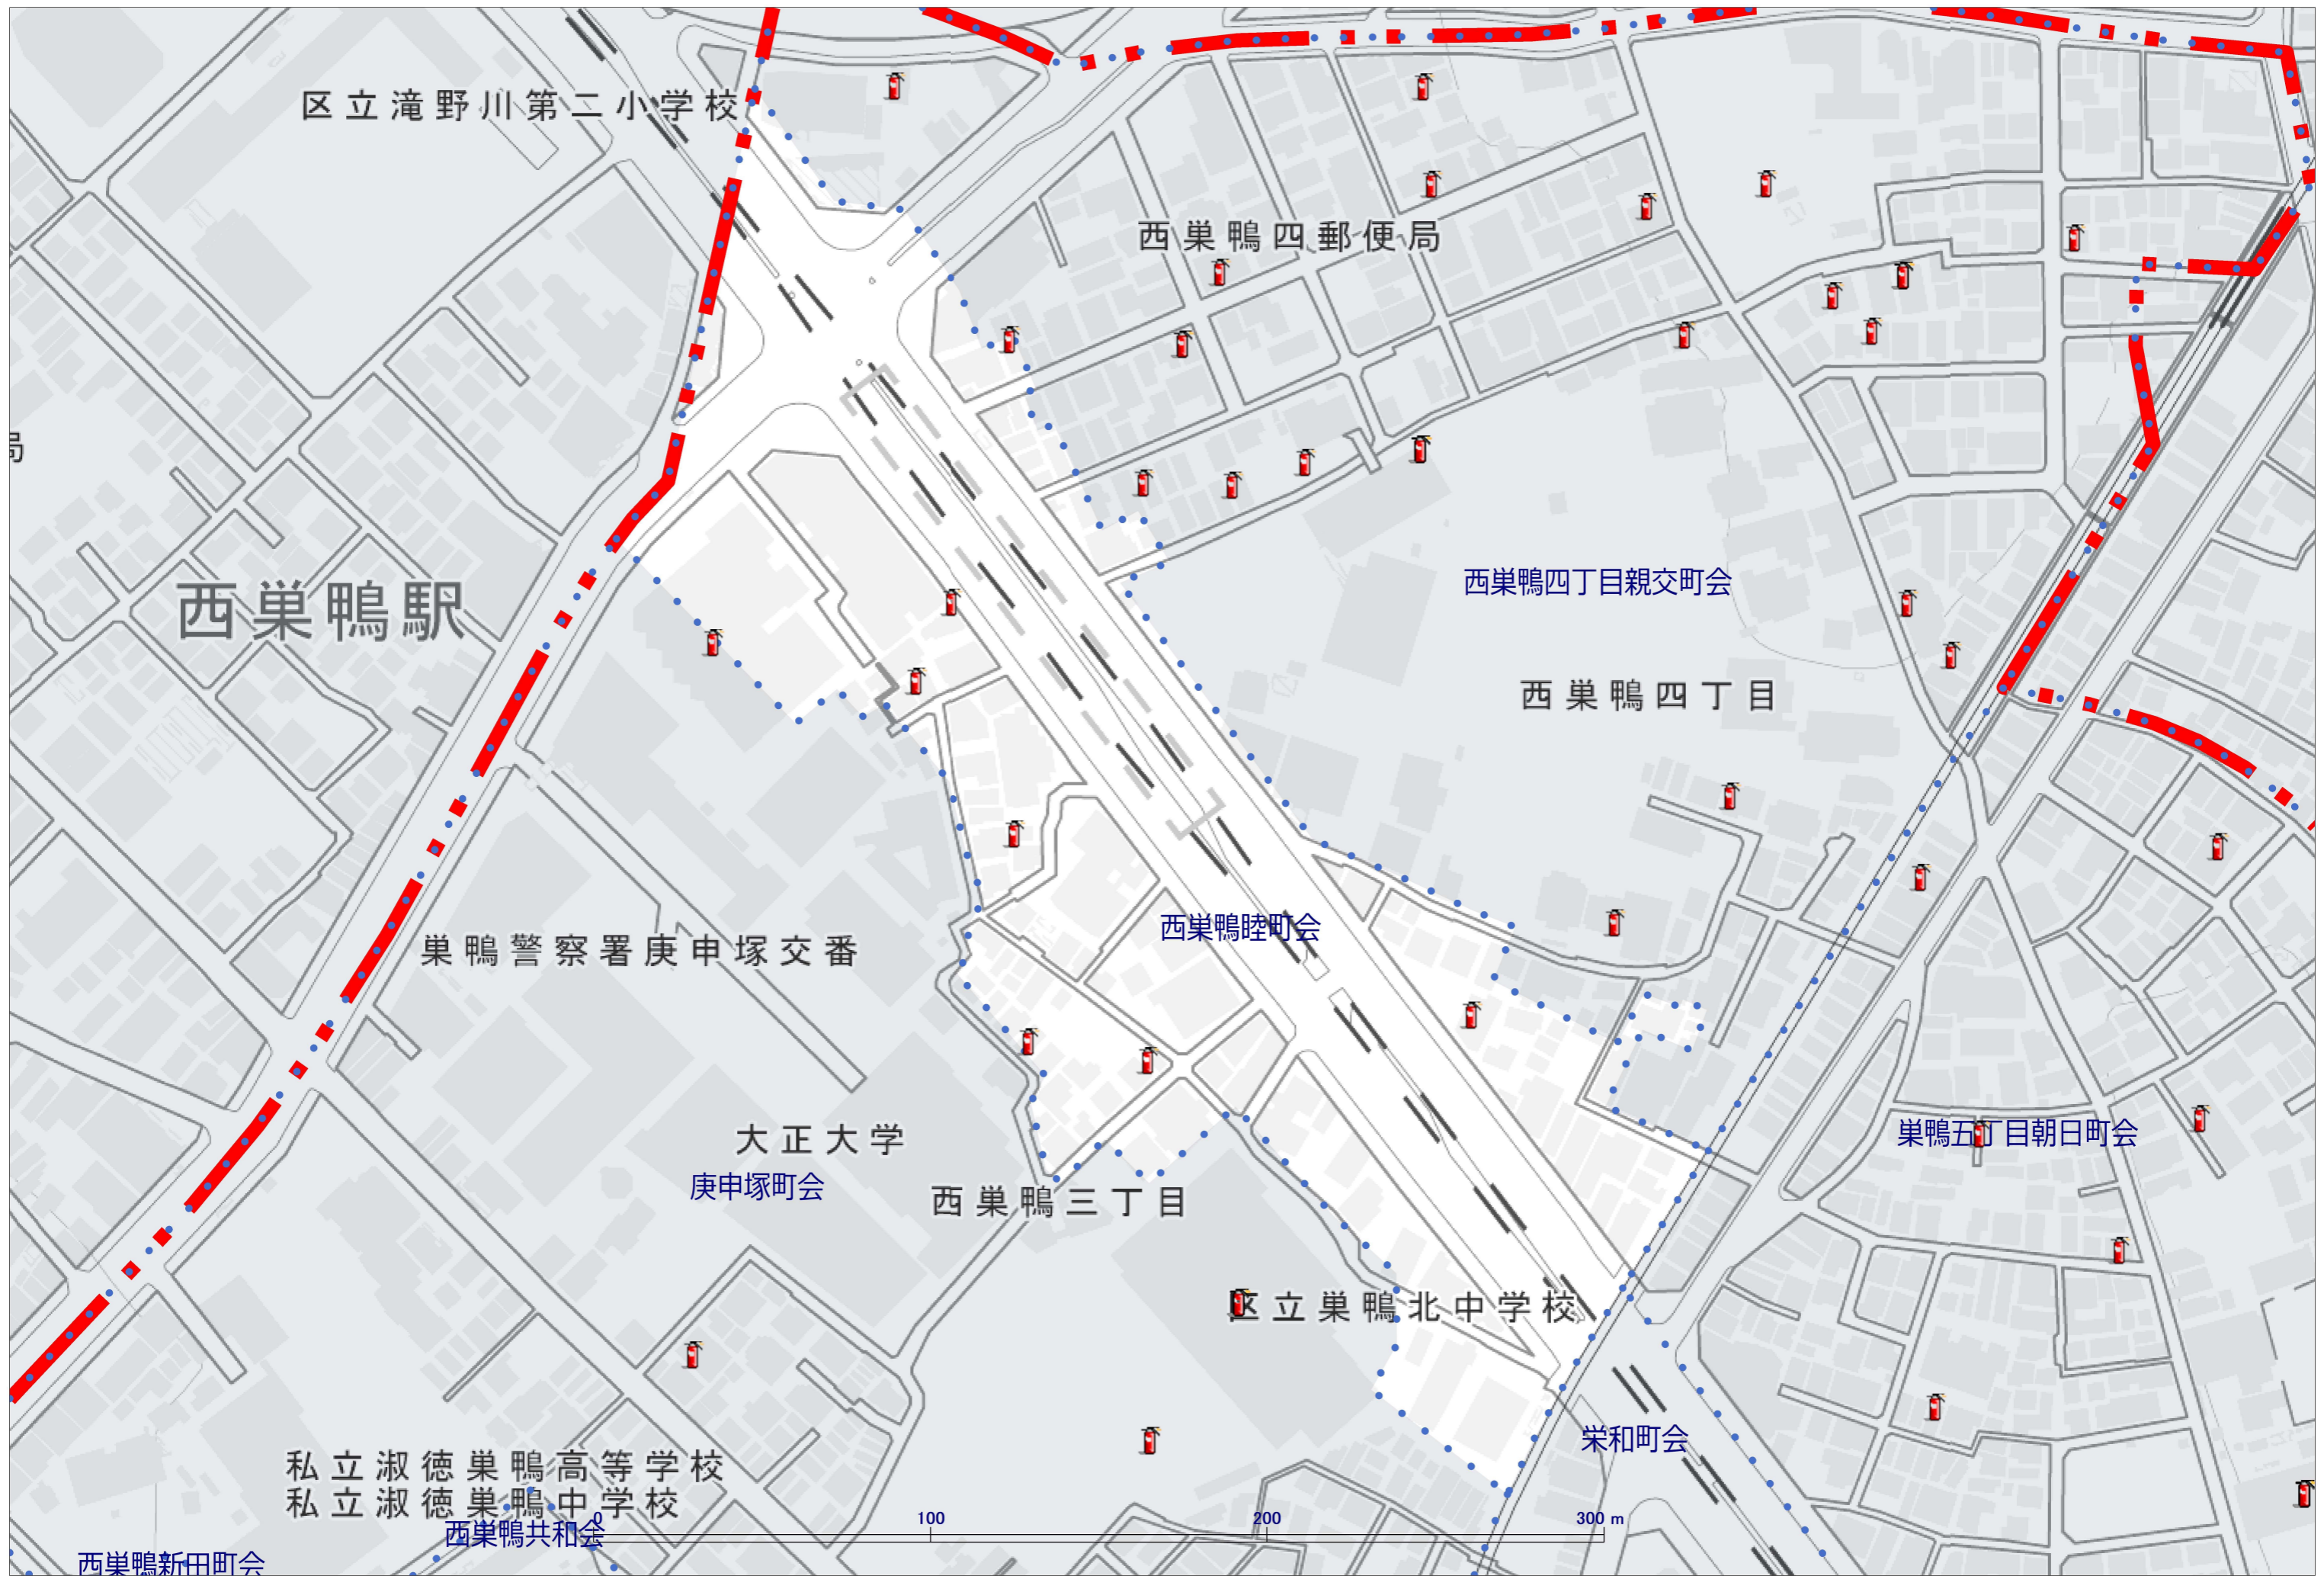 区立滝野川第二小学校
西巣鴨四郵便局
局
西巣鴨四丁目親交町会
西巣鴨駅
西巣鴨四丁目
西巣鴨睦町会
巣鴨警察署庚申塚交番
巣鴨五丁目朝日町会
大正大学
庚申塚町会
西巣鴨三丁目
区立巣鴨北中学校
栄和町会
私立淑徳巣鴨高等学校
私立淑徳巣鴨中学校
0 100 200 300 m
西巣鴨共和会
西巣鴨新田町会